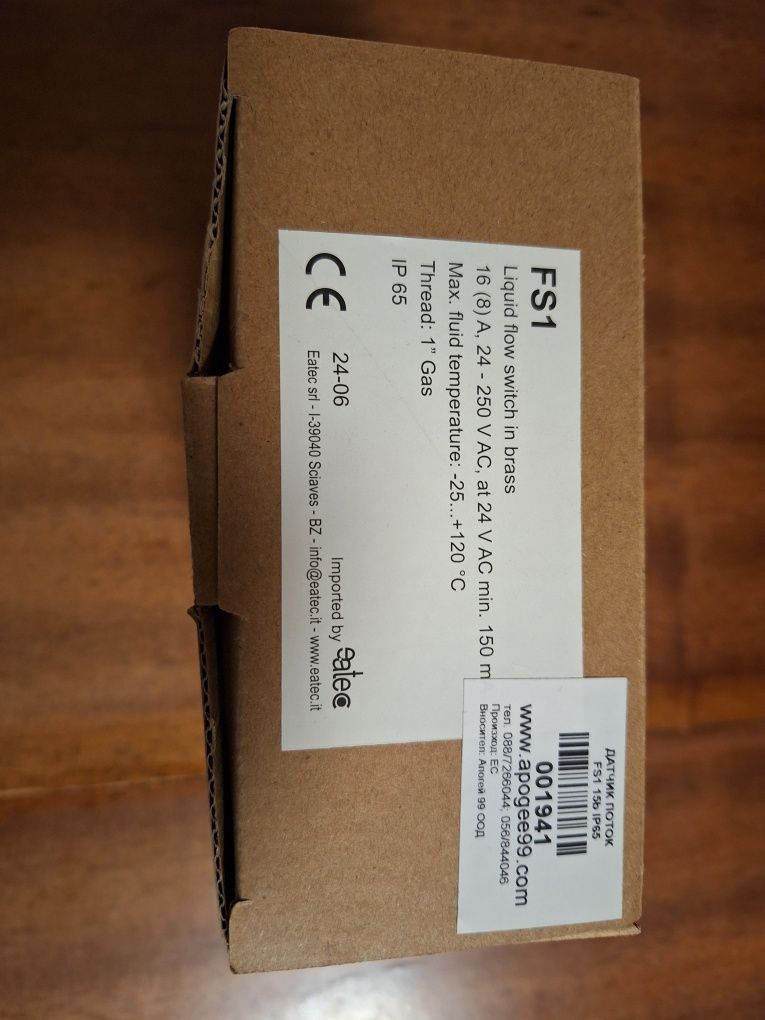 FS1
Liquid flow switch in brass
16 (8) A, 24 - 250 V AC, at 24 V AC min. 150 m
Max. fluid temperature: -25...+120 °C
Thread: 1" Gas
IP 65
CE
24-06
Imported by eatec
Eatec srl - I-39040 Sciaves - BZ - info@eatec.it - www.eatec.it
ДАТЧИК ПОТОК
FS1 15b IP65
001941
www.apogee99.com
тел. 088/7266044; 056/844046
Произход: ЕС
Вносител: Апогей 99 ООД